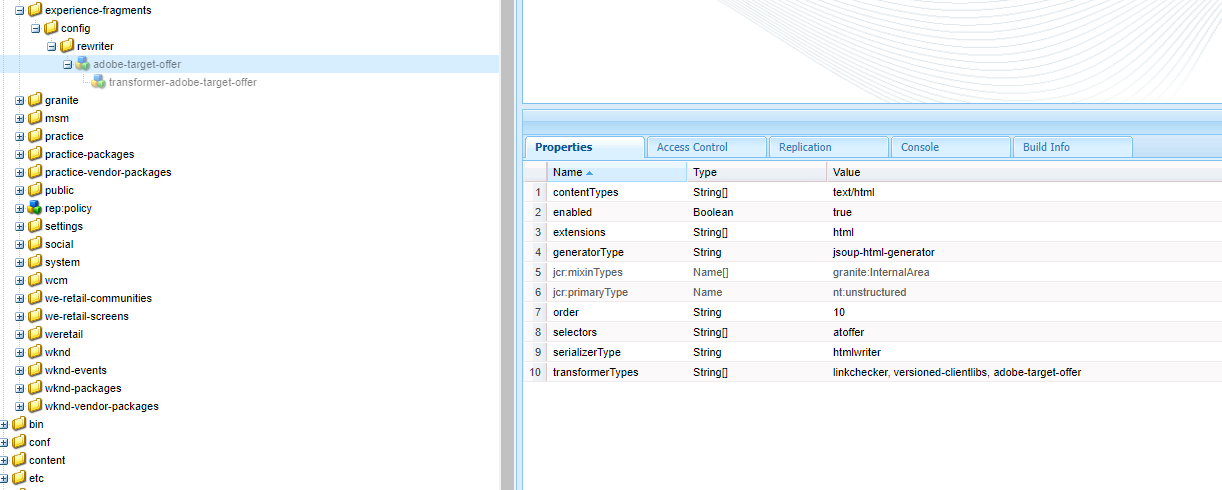 experience-fragments
config
rewriter
adobe-target-offer
transformer-adobe-target-offer
granite
msm
practice
practice-packages
practice-vendor-packages
public
rep:policy
settings
social
system
wcm
we-retail-communities
we-retail-screens
weretail
wknd
wknd-events
wknd-packages
wknd-vendor-packages
bin
conf
content
etc
Properties Access Control Replication Console Build Info
Name Type Value
1 contentTypes String[] text/html
2 enabled Boolean true
3 extensions String[] html
4 generatorType String jsoup-html-generator
5 jcr:mixinTypes Name[] granite:InternalArea
6 jcr:primaryType Name nt:unstructured
7 order String 10
8 selectors String[] atoffer
9 serializerType String htmlwriter
10 transformerTypes String[] linkchecker, versioned-clientlibs, adobe-target-offer